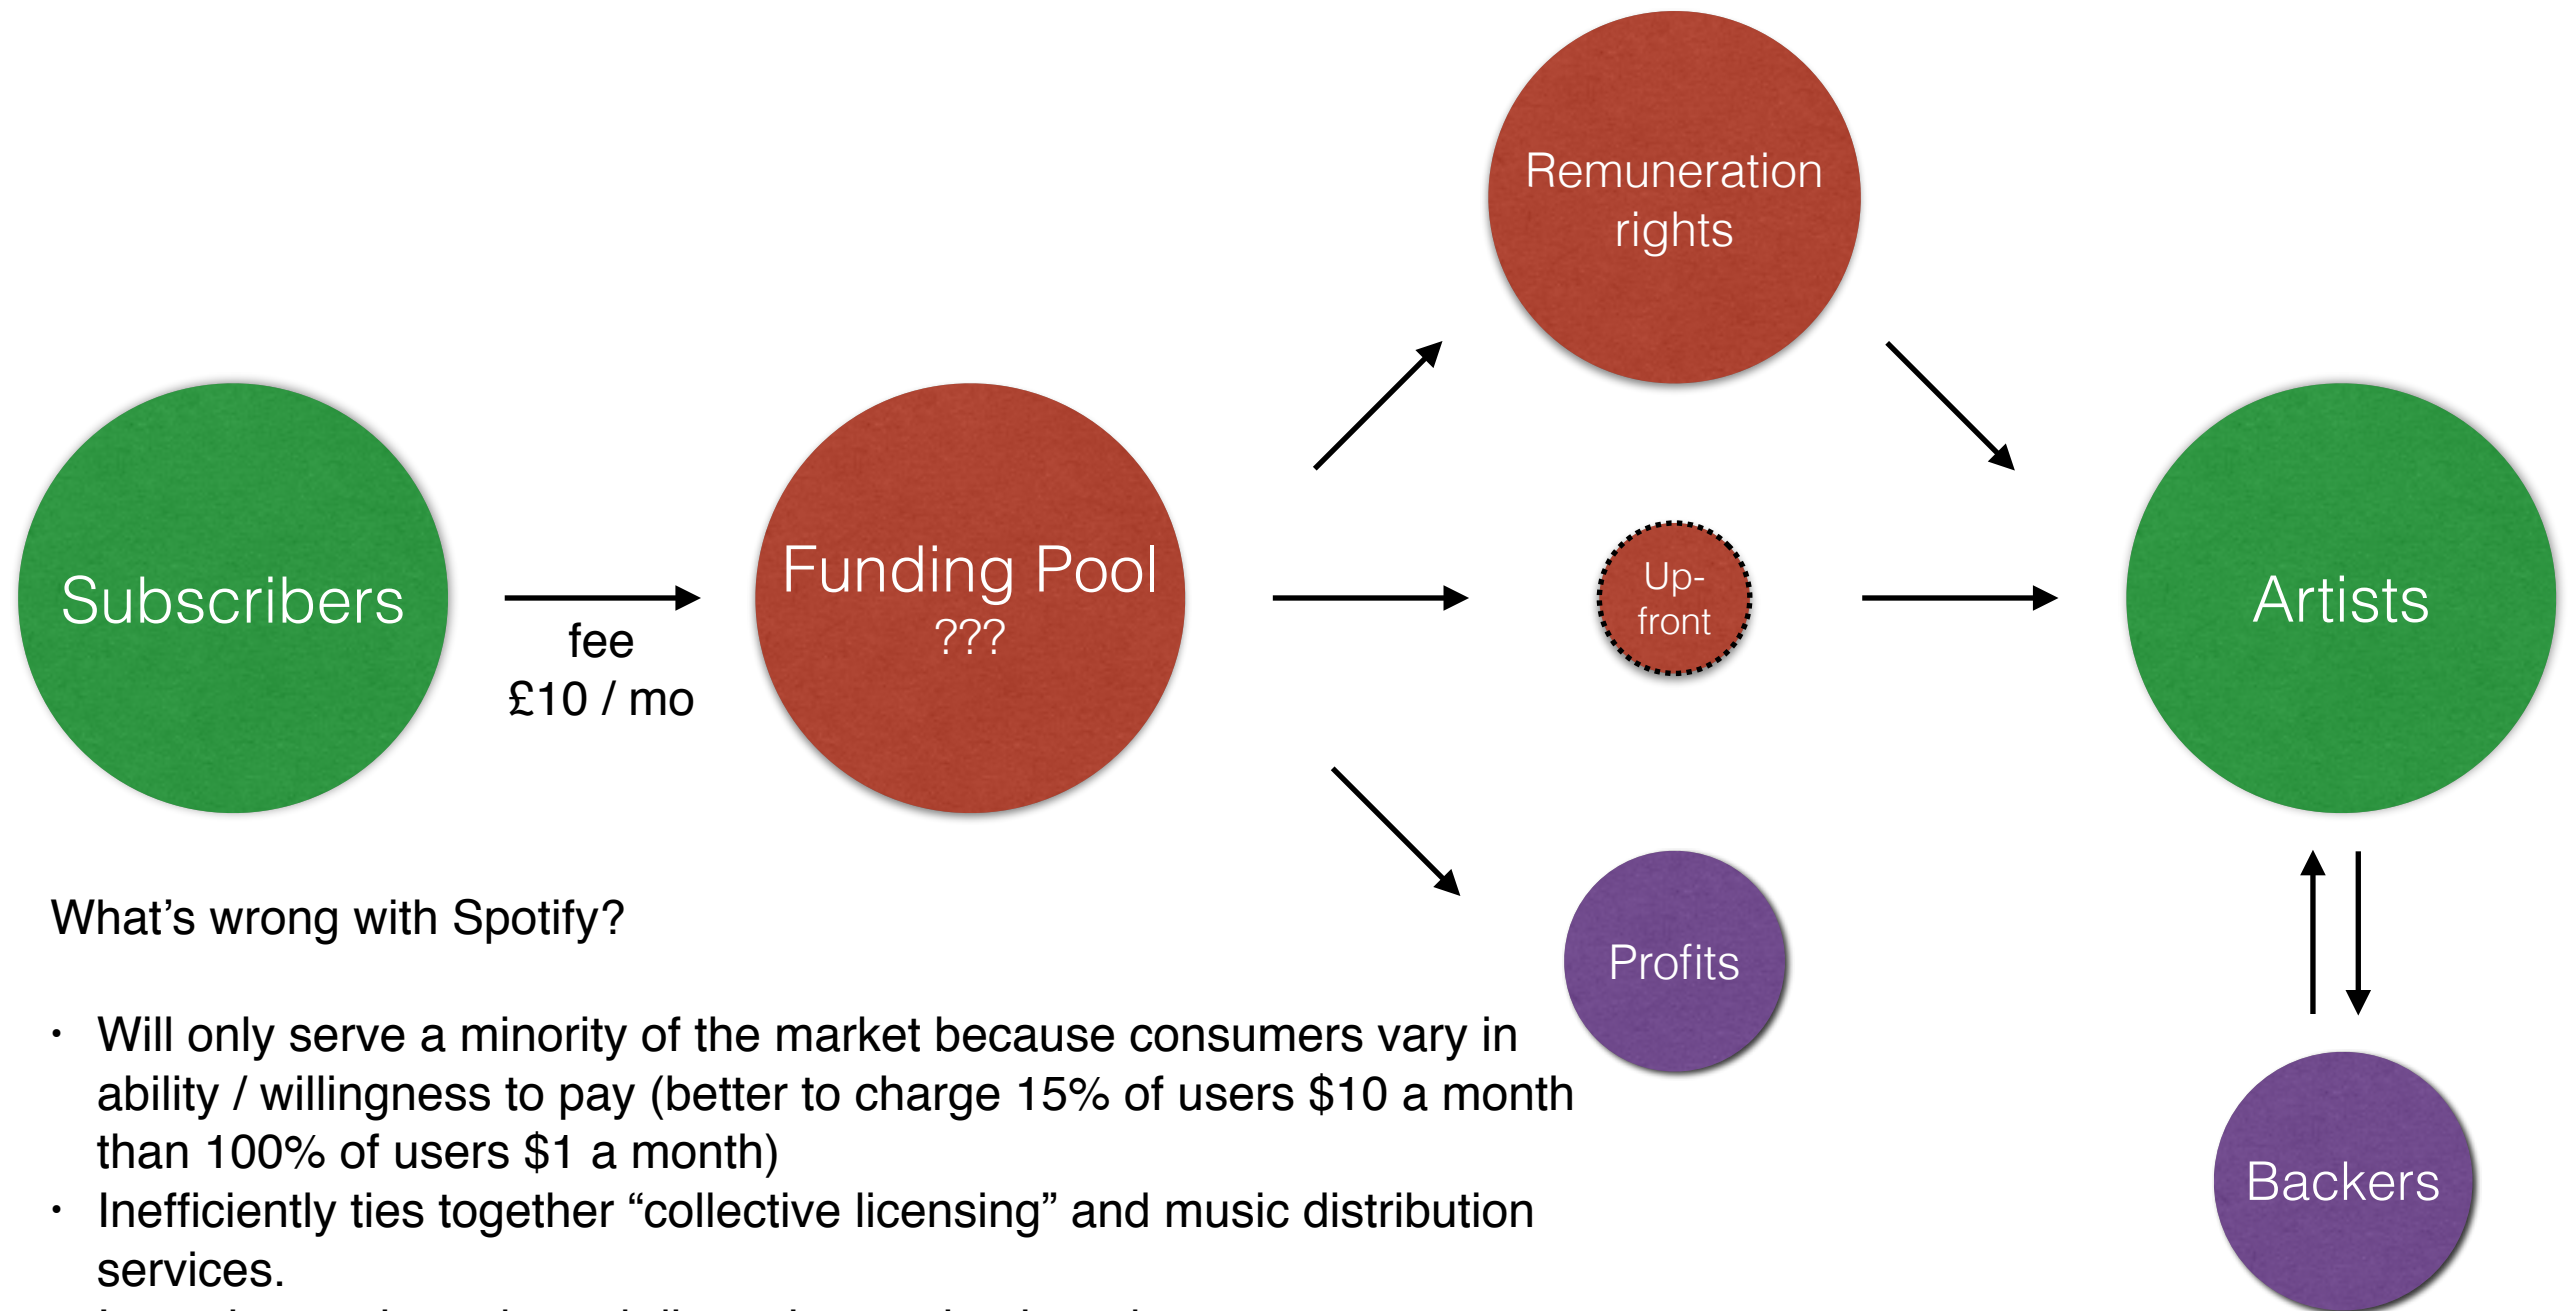 Remuneration
rights
Subscribers
fee
£10 / mo
Funding Pool
???
Up-
front
Artists
Profits
Backers
What’s wrong with Spotify?
• Will only serve a minority of the market because consumers vary in
ability / willingness to pay (better to charge 15% of users $10 a month
than 100% of users $1 a month)
• Inefficiently ties together “collective licensing” and music distribution
services.